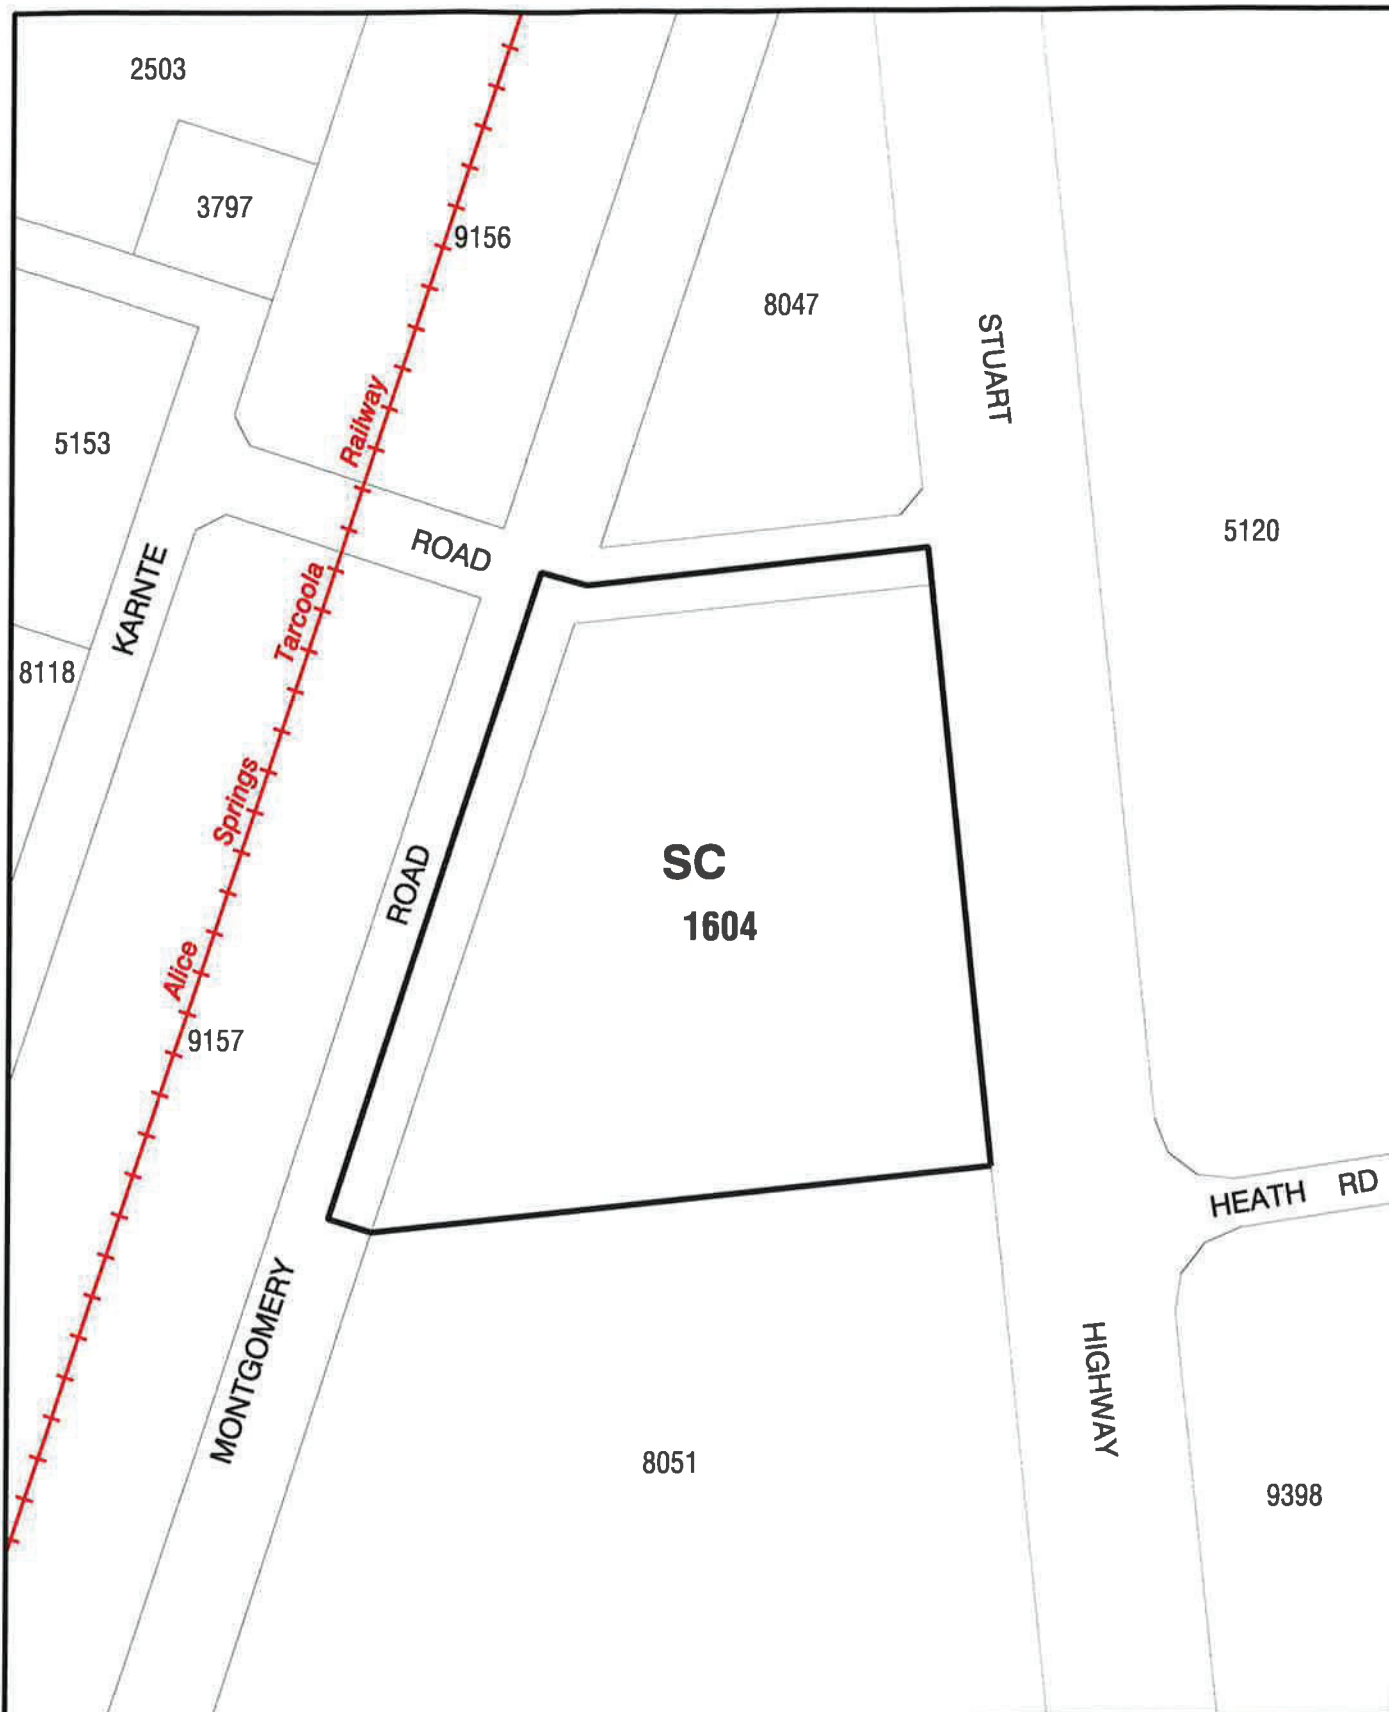 2503
3797
9156
8047
STUART
5153
Railway
5120
ROAD
KARNTE
Tarcoola
8118
Springs
ROAD
SC
1604
Alice
9157
HEATH RD
MONTGOMERY
HIGHWAY
8051
9398